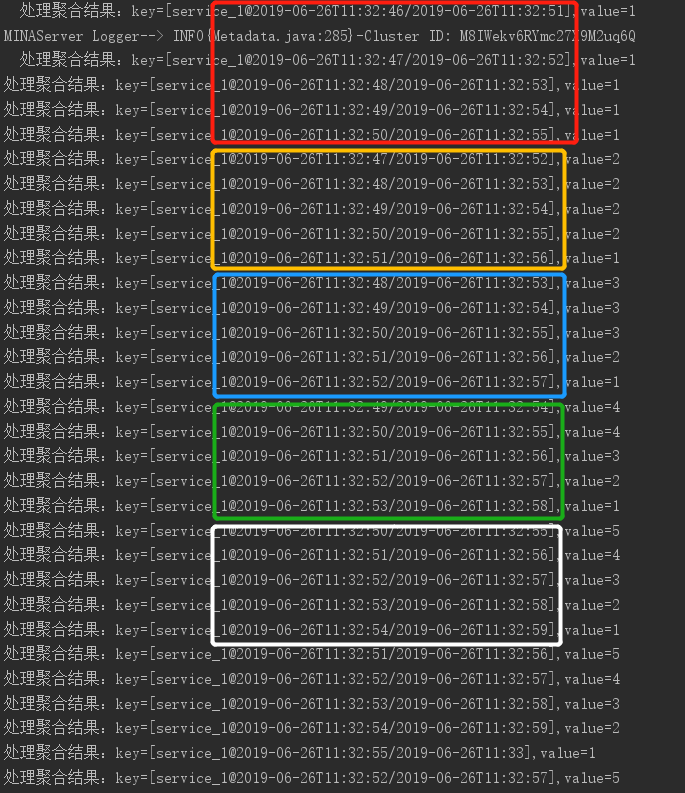 处理聚合结果: key=[service_1@2019-06-26T11:32:46/2019-06-26T11:32:51],value=1
MINAServer Logger--> INFO{Metadata.java:285}-Cluster ID: M8IWekv6RYmc27X9M2uq6Q
处理聚合结果: key=[service_1@2019-06-26T11:32:47/2019-06-26T11:32:52],value=1
处理聚合结果: key=[service_1@2019-06-26T11:32:48/2019-06-26T11:32:53],value=1
处理聚合结果: key=[service_1@2019-06-26T11:32:49/2019-06-26T11:32:54],value=1
处理聚合结果: key=[service_1@2019-06-26T11:32:50/2019-06-26T11:32:55],value=1
处理聚合结果: key=[service_1@2019-06-26T11:32:47/2019-06-26T11:32:52],value=2
处理聚合结果: key=[service_1@2019-06-26T11:32:48/2019-06-26T11:32:53],value=2
处理聚合结果: key=[service_1@2019-06-26T11:32:49/2019-06-26T11:32:54],value=2
处理聚合结果: key=[service_1@2019-06-26T11:32:50/2019-06-26T11:32:55],value=2
处理聚合结果: key=[service_1@2019-06-26T11:32:51/2019-06-26T11:32:56],value=1
处理聚合结果: key=[service_1@2019-06-26T11:32:48/2019-06-26T11:32:53],value=3
处理聚合结果: key=[service_1@2019-06-26T11:32:49/2019-06-26T11:32:54],value=3
处理聚合结果: key=[service_1@2019-06-26T11:32:50/2019-06-26T11:32:55],value=3
处理聚合结果: key=[service_1@2019-06-26T11:32:51/2019-06-26T11:32:56],value=2
处理聚合结果: key=[service_1@2019-06-26T11:32:52/2019-06-26T11:32:57],value=1
处理聚合结果: key=[service_1@2019-06-26T11:32:49/2019-06-26T11:32:54],value=4
处理聚合结果: key=[service_1@2019-06-26T11:32:50/2019-06-26T11:32:55],value=4
处理聚合结果: key=[service_1@2019-06-26T11:32:51/2019-06-26T11:32:56],value=3
处理聚合结果: key=[service_1@2019-06-26T11:32:52/2019-06-26T11:32:57],value=2
处理聚合结果: key=[service_1@2019-06-26T11:32:53/2019-06-26T11:32:58],value=1
处理聚合结果: key=[service_1@2019-06-26T11:32:50/2019-06-26T11:32:55],value=5
处理聚合结果: key=[service_1@2019-06-26T11:32:51/2019-06-26T11:32:56],value=4
处理聚合结果: key=[service_1@2019-06-26T11:32:52/2019-06-26T11:32:57],value=3
处理聚合结果: key=[service_1@2019-06-26T11:32:53/2019-06-26T11:32:58],value=2
处理聚合结果: key=[service_1@2019-06-26T11:32:54/2019-06-26T11:32:59],value=1
处理聚合结果: key=[service_1@2019-06-26T11:32:51/2019-06-26T11:32:56],value=5
处理聚合结果: key=[service_1@2019-06-26T11:32:52/2019-06-26T11:32:57],value=4
处理聚合结果: key=[service_1@2019-06-26T11:32:53/2019-06-26T11:32:58],value=3
处理聚合结果: key=[service_1@2019-06-26T11:32:54/2019-06-26T11:32:59],value=2
处理聚合结果: key=[service_1@2019-06-26T11:32:55/2019-06-26T11:33],value=1
处理聚合结果: key=[service_1@2019-06-26T11:32:52/2019-06-26T11:32:57],value=5